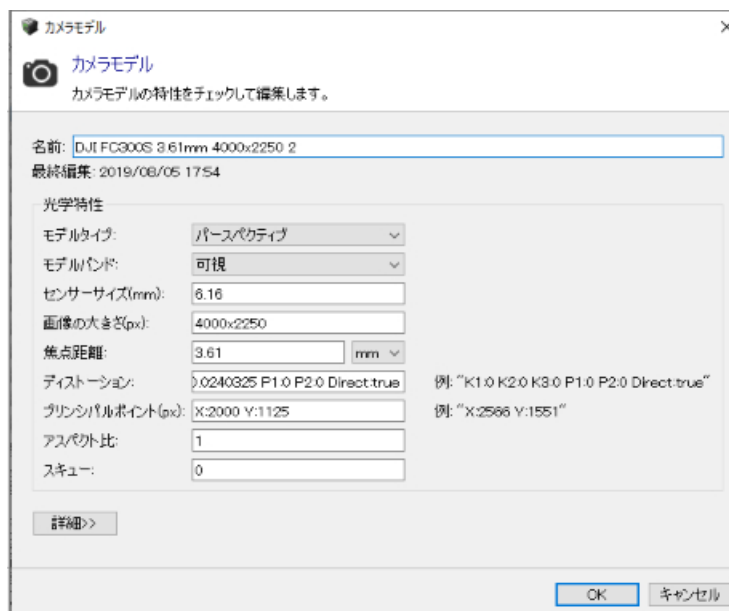 カメラモデル
カメラモデル
カメラモデルの特性をチェックして編集します。
名前: DJI FC300S 3.61mm 4000x2250 2
最終編集: 2019/08/05 17:54
光学特性
モデルタイプ: パースペクティブ
モデルバンド: 可視
センサーサイズ(mm): 6.16
画像の大きさ(px): 4000x2250
焦点距離: 3.61 mm
ディストーション: 0.0240325 P1:0 P2:0 Direct:true 例: "K1:0 K2:0 K3:0 P1:0 P2:0 Direct:true"
プリンシパルポイント(px): X:2000 Y:1125 例: "X:2566 Y:1551"
アスペクト比: 1
スキュー: 0
詳細>>
OK キャンセル